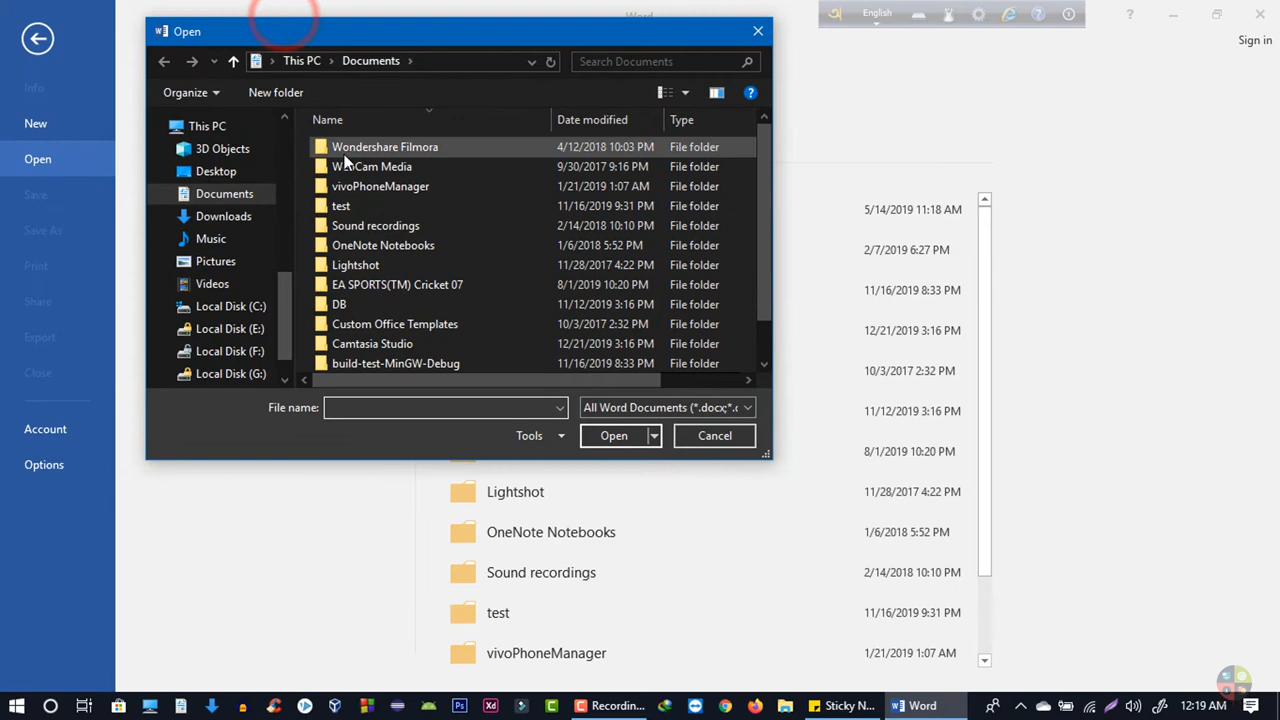 Word
English
Open
Sign in
This PC > Documents >
Search Documents
Organize
New folder
Info
New
Open
Save
Save As
Print
Share
Export
Close
Account
Options
This PC
3D Objects
Desktop
Documents
Downloads
Music
Pictures
Videos
Local Disk (C:)
Local Disk (E:)
Local Disk (F:)
Local Disk (G:)
Name Date modified Type
Wondershare Filmora 4/12/2018 10:03 PM File folder
WebCam Media 9/30/2017 9:16 PM File folder
vivoPhoneManager 1/21/2019 1:07 AM File folder
test 11/16/2019 9:31 PM File folder
Sound recordings 2/14/2018 10:10 PM File folder
OneNote Notebooks 1/6/2018 5:52 PM File folder
Lightshot 11/28/2017 4:22 PM File folder
EA SPORTS(TM) Cricket 07 8/1/2019 10:20 PM File folder
DB 11/12/2019 3:16 PM File folder
Custom Office Templates 10/3/2017 2:32 PM File folder
Camtasia Studio 12/21/2019 3:16 PM File folder
build-test-MinGW-Debug 11/16/2019 8:33 PM File folder
File name:
All Word Documents (*.docx;*.c
Tools
Open
Cancel
5/14/2019 11:18 AM
2/7/2019 6:27 PM
11/16/2019 8:33 PM
12/21/2019 3:16 PM
10/3/2017 2:32 PM
11/12/2019 3:16 PM
8/1/2019 10:20 PM
Lightshot 11/28/2017 4:22 PM
OneNote Notebooks 1/6/2018 5:52 PM
Sound recordings 2/14/2018 10:10 PM
test 11/16/2019 9:31 PM
vivoPhoneManager 1/21/2019 1:07 AM
Recordin...
Sticky N...
Word
12:19 AM